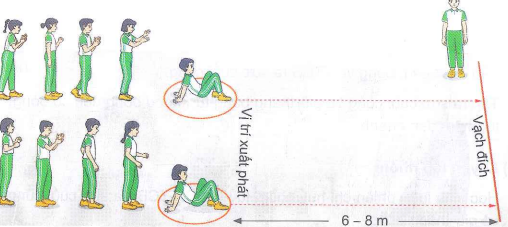 Vị trí xuất phát
Vạch đích
6 – 8 m